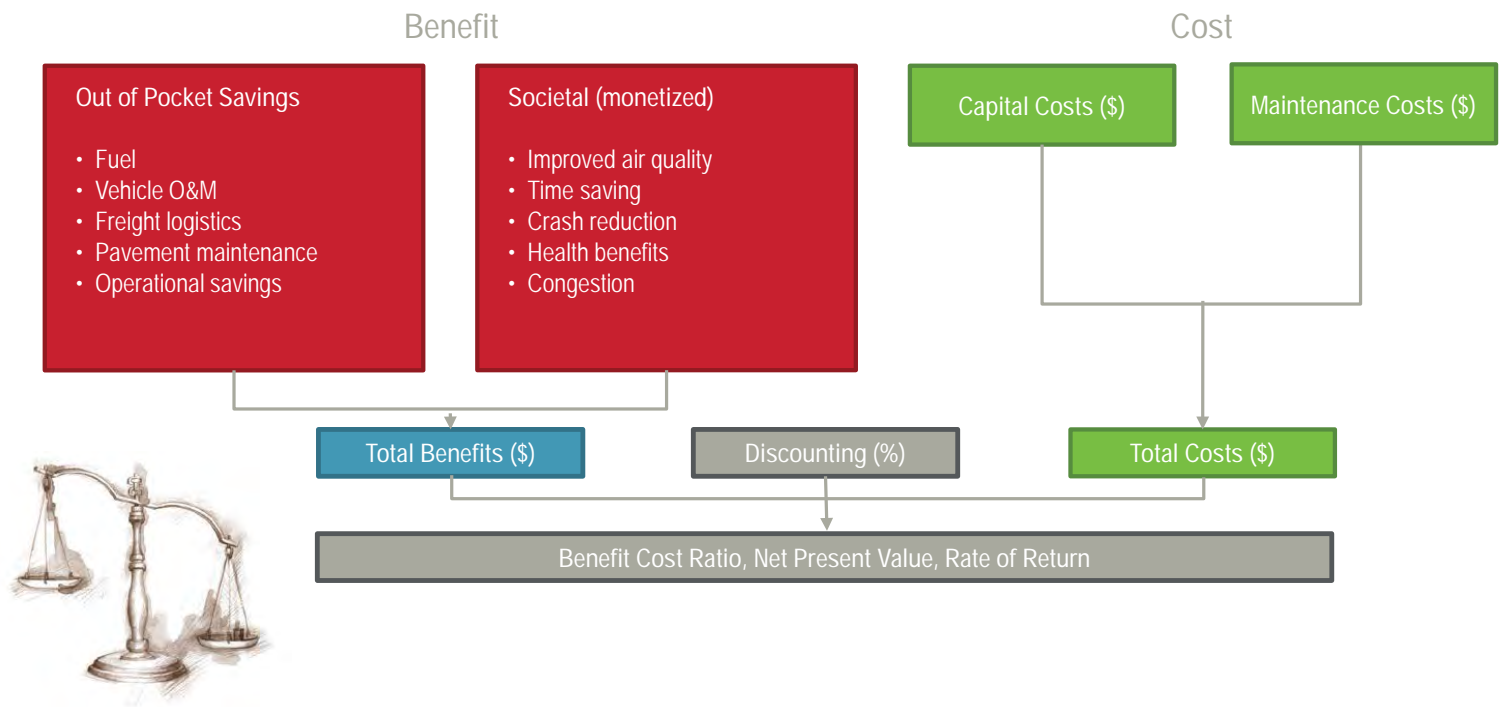 Benefit
Cost
Out of Pocket Savings
• Fuel
• Vehicle O&M
• Freight logistics
• Pavement maintenance
• Operational savings
Societal (monetized)
• Improved air quality
• Time saving
• Crash reduction
• Health benefits
• Congestion
Capital Costs ($)
Maintenance Costs ($)
Total Benefits ($)
Discounting (%)
Total Costs ($)
Benefit Cost Ratio, Net Present Value, Rate of Return